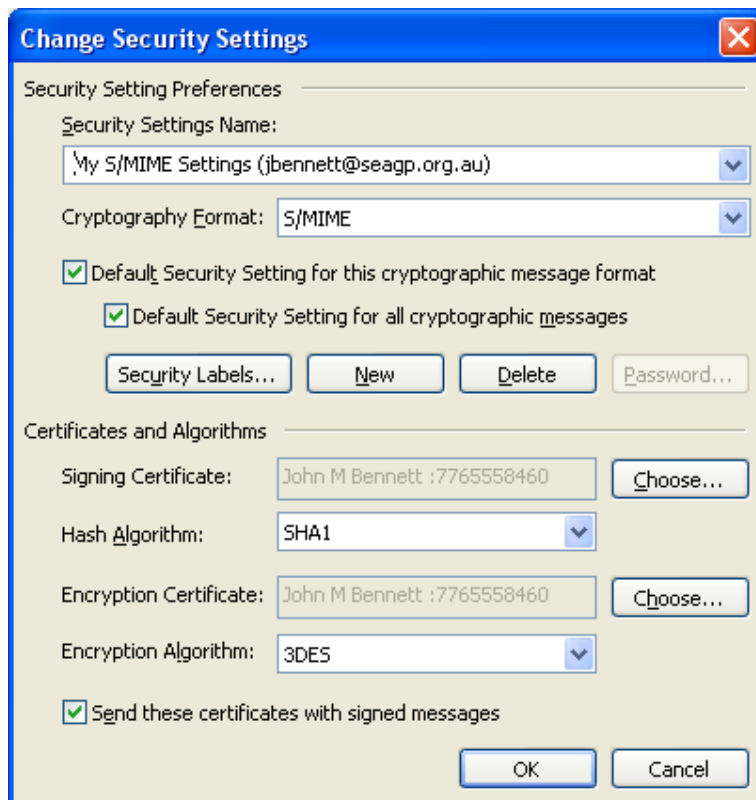 Change Security Settings
Security Setting Preferences
Security Settings Name:
My S/MIME Settings (jbennett@seagp.org.au)
Cryptography Format: S/MIME
Default Security Setting for this cryptographic message format
Default Security Setting for all cryptographic messages
Security Labels... New Delete Password...
Certificates and Algorithms
Signing Certificate: John M Bennett :7765558460 Choose...
Hash Algorithm: SHA1
Encryption Certificate: John M Bennett :7765558460 Choose...
Encryption Algorithm: 3DES
Send these certificates with signed messages
OK Cancel